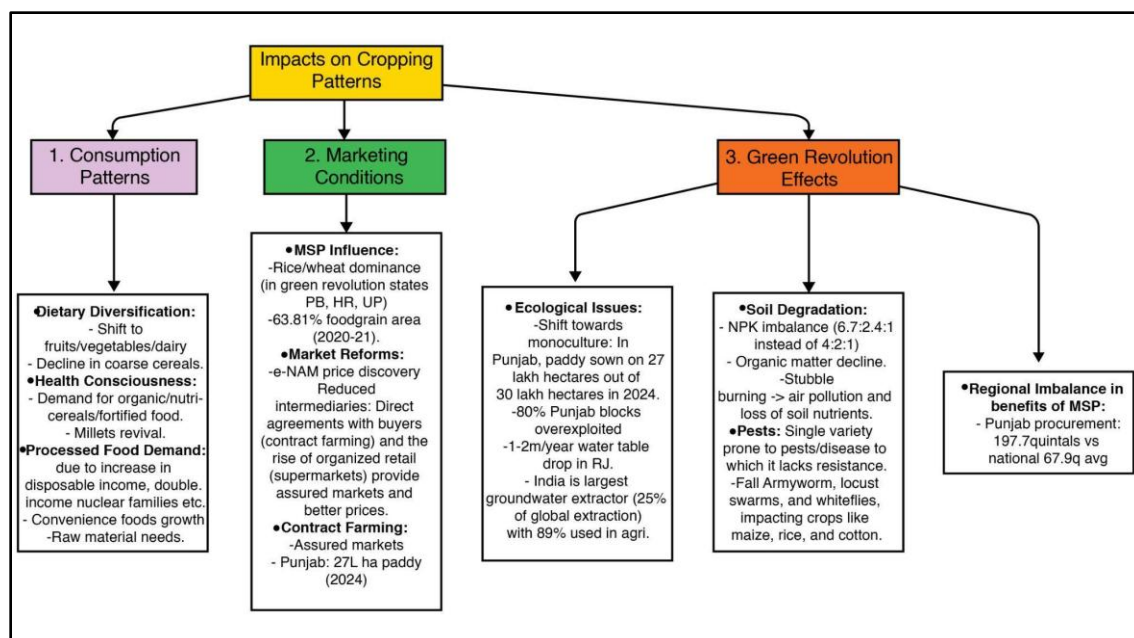 Impacts on Cropping
Patterns
1. Consumption
Patterns
2. Marketing
Conditions
3. Green Revolution
Effects
●Dietary Diversification:
- Shift to
fruits/vegetables/dairy
- Decline in coarse cereals.
●Health Consciousness:
- Demand for organic/nutri-
cereals/fortified food.
- Millets revival.
●Processed Food Demand:
due to increase in
disposable income, double.
income nuclear families etc.
- Convenience foods growth
-Raw material needs.
●MSP Influence:
-Rice/wheat dominance
(in green revolution states
PB, HR, UP)
-63.81% foodgrain area
(2020-21).
●Market Reforms:
-e-NAM price discovery
Reduced
intermediaries: Direct
agreements with buyers
(contract farming) and the
rise of organized retail
(supermarkets) provide
assured markets and
better prices.
●Contract Farming:
-Assured markets
- Punjab: 27L ha paddy
(2024)
●Ecological Issues:
-Shift towards
monoculture: In
Punjab, paddy sown on 27
lakh hectares out of
30 lakh hectares in 2024.
-80% Punjab blocks
overexploited
-1-2m/year water table
drop in RJ.
- India is largest
groundwater extractor (25%
of global extraction)
with 89% used in agri.
●Soil Degradation:
- NPK imbalance (6.7:2.4:1
instead of 4:2:1)
- Organic matter decline.
-Stubble
burning -> air pollution and
loss of soil nutrients.
●Pests: Single variety
prone to pests/disease to
which it lacks resistance.
-Fall Armyworm, locust
swarms, and whiteflies,
impacting crops like
maize, rice, and cotton.
●Regional Imbalance in
benefits of MSP:
- Punjab procurement:
197.7quintals vs
national 67.9q avg